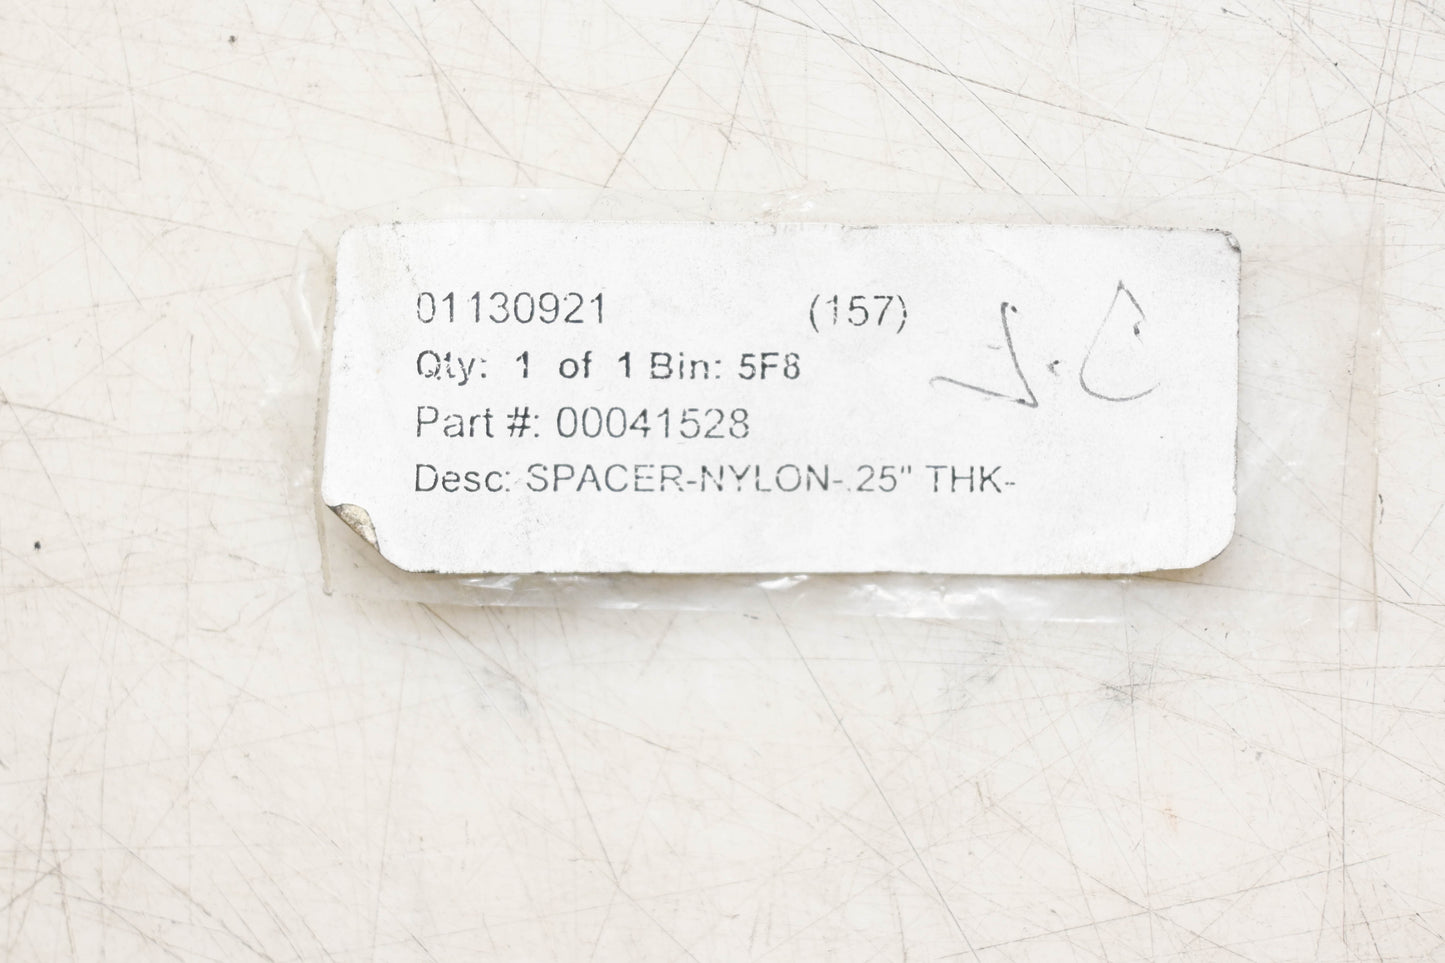 01130921 (157)
Qty: 1 of 1 Bin: 5F8
Part #: 00041528
Desc: SPACER-NYLON-.25" THK-